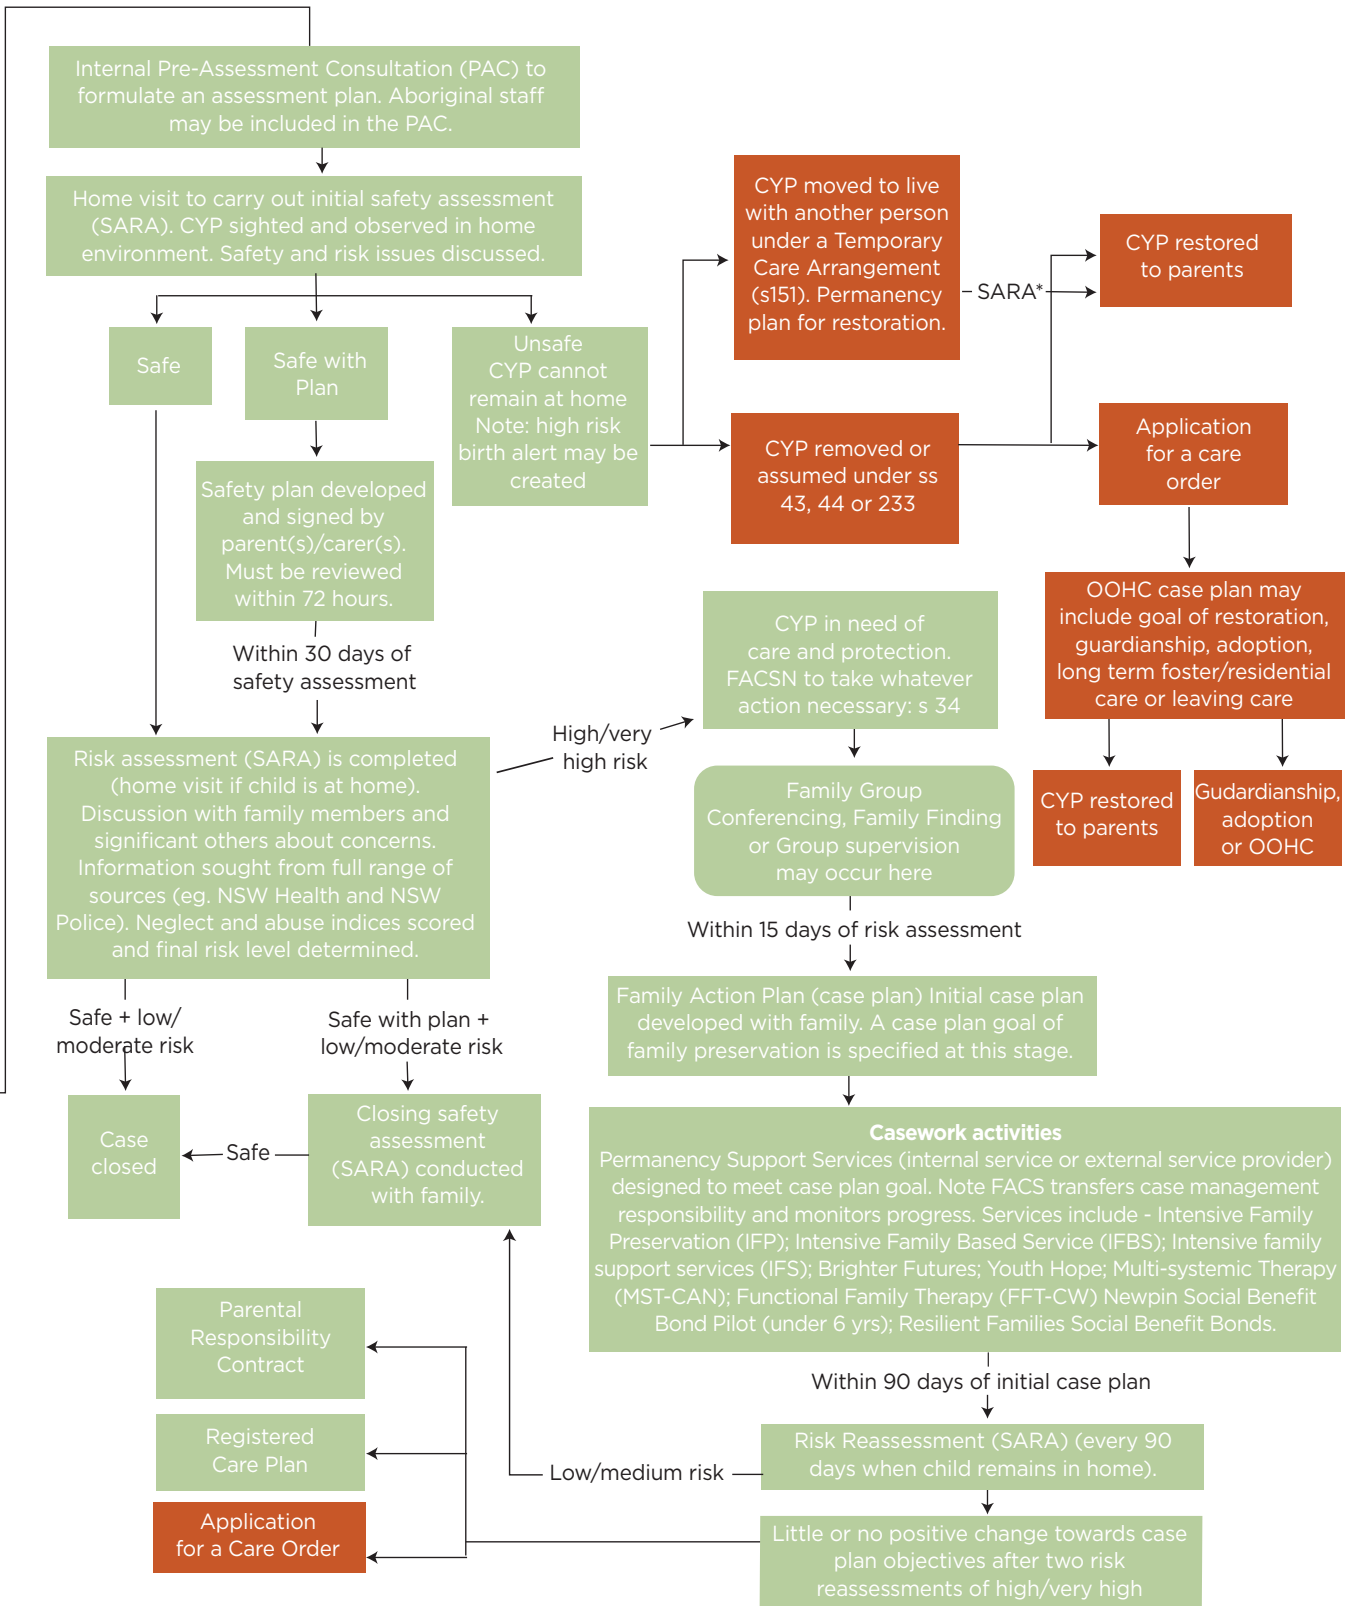 Internal Pre-Assessment Consultation (PAC) to
formulate an assessment plan. Aboriginal staff
may be included in the PAC.
Home visit to carry out initial safety assessment
(SARA). CYP sighted and observed in home
environment. Safety and risk issues discussed.
Safe
Safe with
Plan
Unsafe
CYP cannot
remain at home
Note: high risk
birth alert may be
created
CYP moved to live
with another person
under a Temporary
Care Arrangement
(s151). Permanency
plan for restoration.
SARA*
CYP restored
to parents
CYP removed or
assumed under ss
43, 44 or 233
Application
for a care
order
OOHC case plan may
include goal of restoration,
guardianship, adoption,
long term foster/residential
care or leaving care
CYP restored
to parents
Gudardianship,
adoption
or OOHC
Safety plan developed
and signed by
parent(s)/carer(s).
Must be reviewed
within 72 hours.
Within 30 days of
safety assessment
Risk assessment (SARA) is completed
(home visit if child is at home).
Discussion with family members and
significant others about concerns.
Information sought from full range of
sources (eg. NSW Health and NSW
Police). Neglect and abuse indices scored
and final risk level determined.
High/very
high risk
CYP in need of
care and protection.
FACSN to take whatever
action necessary: s 34
Family Group
Conferencing, Family Finding
or Group supervision
may occur here
Within 15 days of risk assessment
Family Action Plan (case plan) Initial case plan
developed with family. A case plan goal of
family preservation is specified at this stage.
Safe + low/
moderate risk
Safe with plan +
low/moderate risk
Case
closed
Safe
Closing safety
assessment
(SARA) conducted
with family.
Casework activities
Permanency Support Services (internal service or external service provider)
designed to meet case plan goal. Note FACS transfers case management
responsibility and monitors progress. Services include - Intensive Family
Preservation (IFP); Intensive Family Based Service (IFBS); Intensive family
support services (IFS); Brighter Futures; Youth Hope; Multi-systemic Therapy
(MST-CAN); Functional Family Therapy (FFT-CW) Newpin Social Benefit
Bond Pilot (under 6 yrs); Resilient Families Social Benefit Bonds.
Within 90 days of initial case plan
Risk Reassessment (SARA) (every 90
days when child remains in home).
Low/medium risk
Little or no positive change towards case
plan objectives after two risk
reassessments of high/very high
Parental
Responsibility
Contract
Registered
Care Plan
Application
for a Care Order